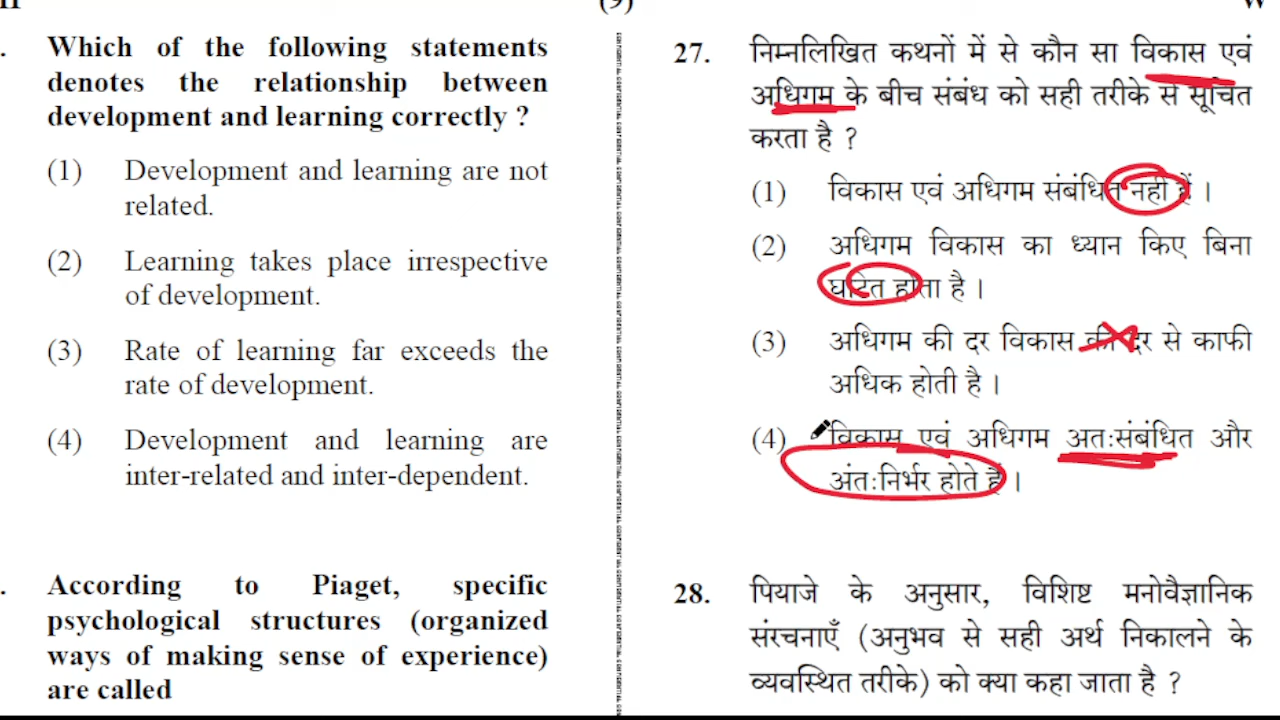 (9)
. Which of the following statements
denotes the relationship between
development and learning correctly ?
(1) Development and learning are not
related.
(2) Learning takes place irrespective
of development.
(3) Rate of learning far exceeds the
rate of development.
(4) Development and learning are
inter-related and inter-dependent.
. According to Piaget, specific
psychological structures (organized
ways of making sense of experience)
are called
27. निम्नलिखित कथनों में से कौन सा विकास एवं
अधिगम के बीच संबंध को सही तरीके से सूचित
करता है ?
(1) विकास एवं अधिगम संबंधित नहीं हैं ।
(2) अधिगम विकास का ध्यान किए बिना
घटित होता है ।
(3) अधिगम की दर विकास की दर से काफी
अधिक होती है ।
(4) विकास एवं अधिगम अतःसंबंधित और
अंतःनिर्भर होते हैं ।
28. पियाजे के अनुसार, विशिष्ट मनोवैज्ञानिक
संरचनाएँ (अनुभव से सही अर्थ निकालने के
व्यवस्थित तरीके) को क्या कहा जाता है ?